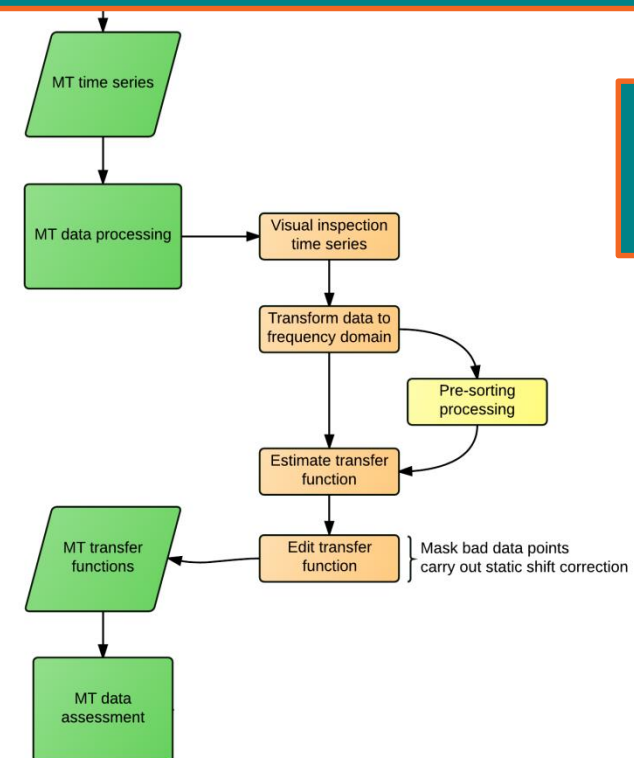 MT time series
MT data processing
Visual inspection
time series
Transform data to
frequency domain
Pre-sorting
processing
Estimate transfer
function
Edit transfer
function
Mask bad data points
carry out static shift correction
MT transfer
functions
MT data
assessment